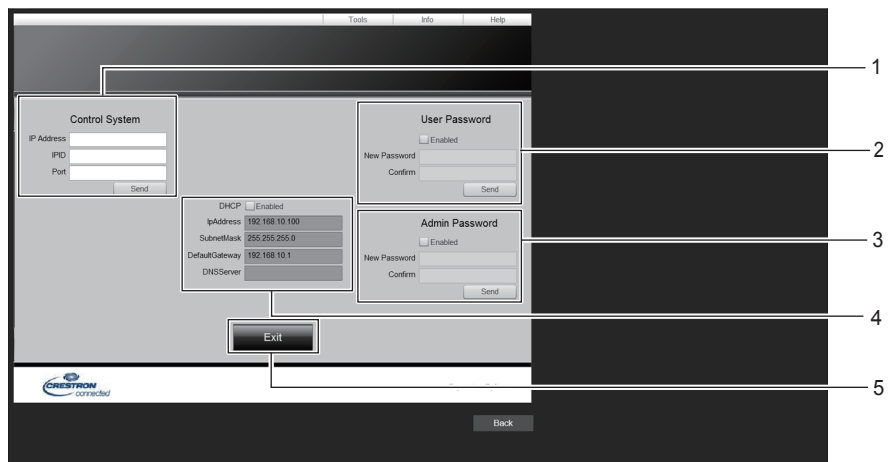 Tools Info Help
1
Control System
IP Address
IPID
Port
Send
User Password
Enabled
New Password
Confirm
Send
2
DHCP Enabled
IpAddress 192.168.10.100
SubnetMask 255.255.255.0
DefaultGateway 192.168.10.1
DNSServer
Admin Password
Enabled
New Password
Confirm
Send
3
4
Exit
CRESTRON
connected
5
Back